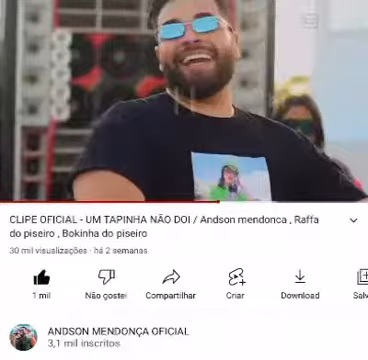 CLIPE OFICIAL - UM TAPINHA NÃO DOI / Andson mendonca , Raffa
do piseiro , Bokinha do piseiro
30 mil visualizações · há 2 semanas
1 mil
Não gostei
Compartilhar
Criar
Download
Salv
ANDSON MENDONÇA OFICIAL
3,1 mil inscritos